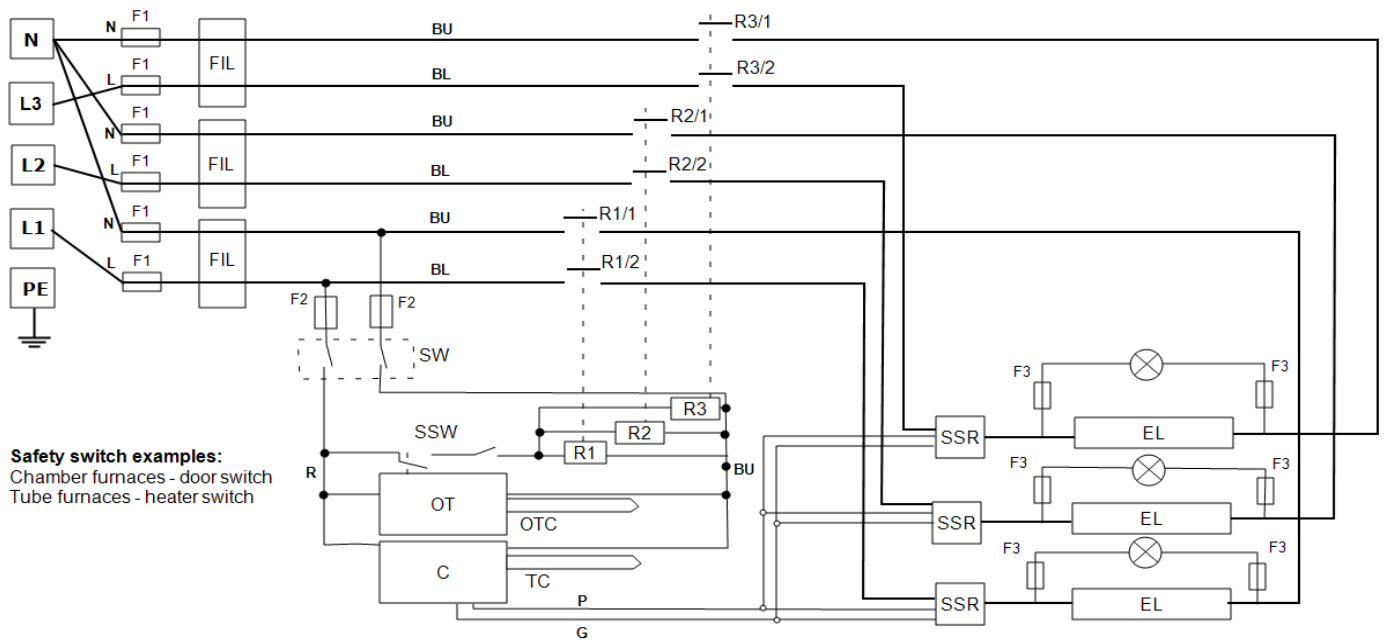 N F1 N BU R3/1
F1 FIL
L3 L BL R3/2
F1 BU R2/1
N
L2 F1 FIL R2/2
L BL
L1 F1 N BU R1/1
F1 FIL R1/2
L BL
PE
F2 F2
SW
F3 F3
R3
SSW R2 SSR EL
R1
Safety switch examples:
Chamber furnaces - door switch
Tube furnaces - heater switch
R BU F3 F3
OT
OTC SSR EL
F3 F3
C
TC
P SSR EL
G